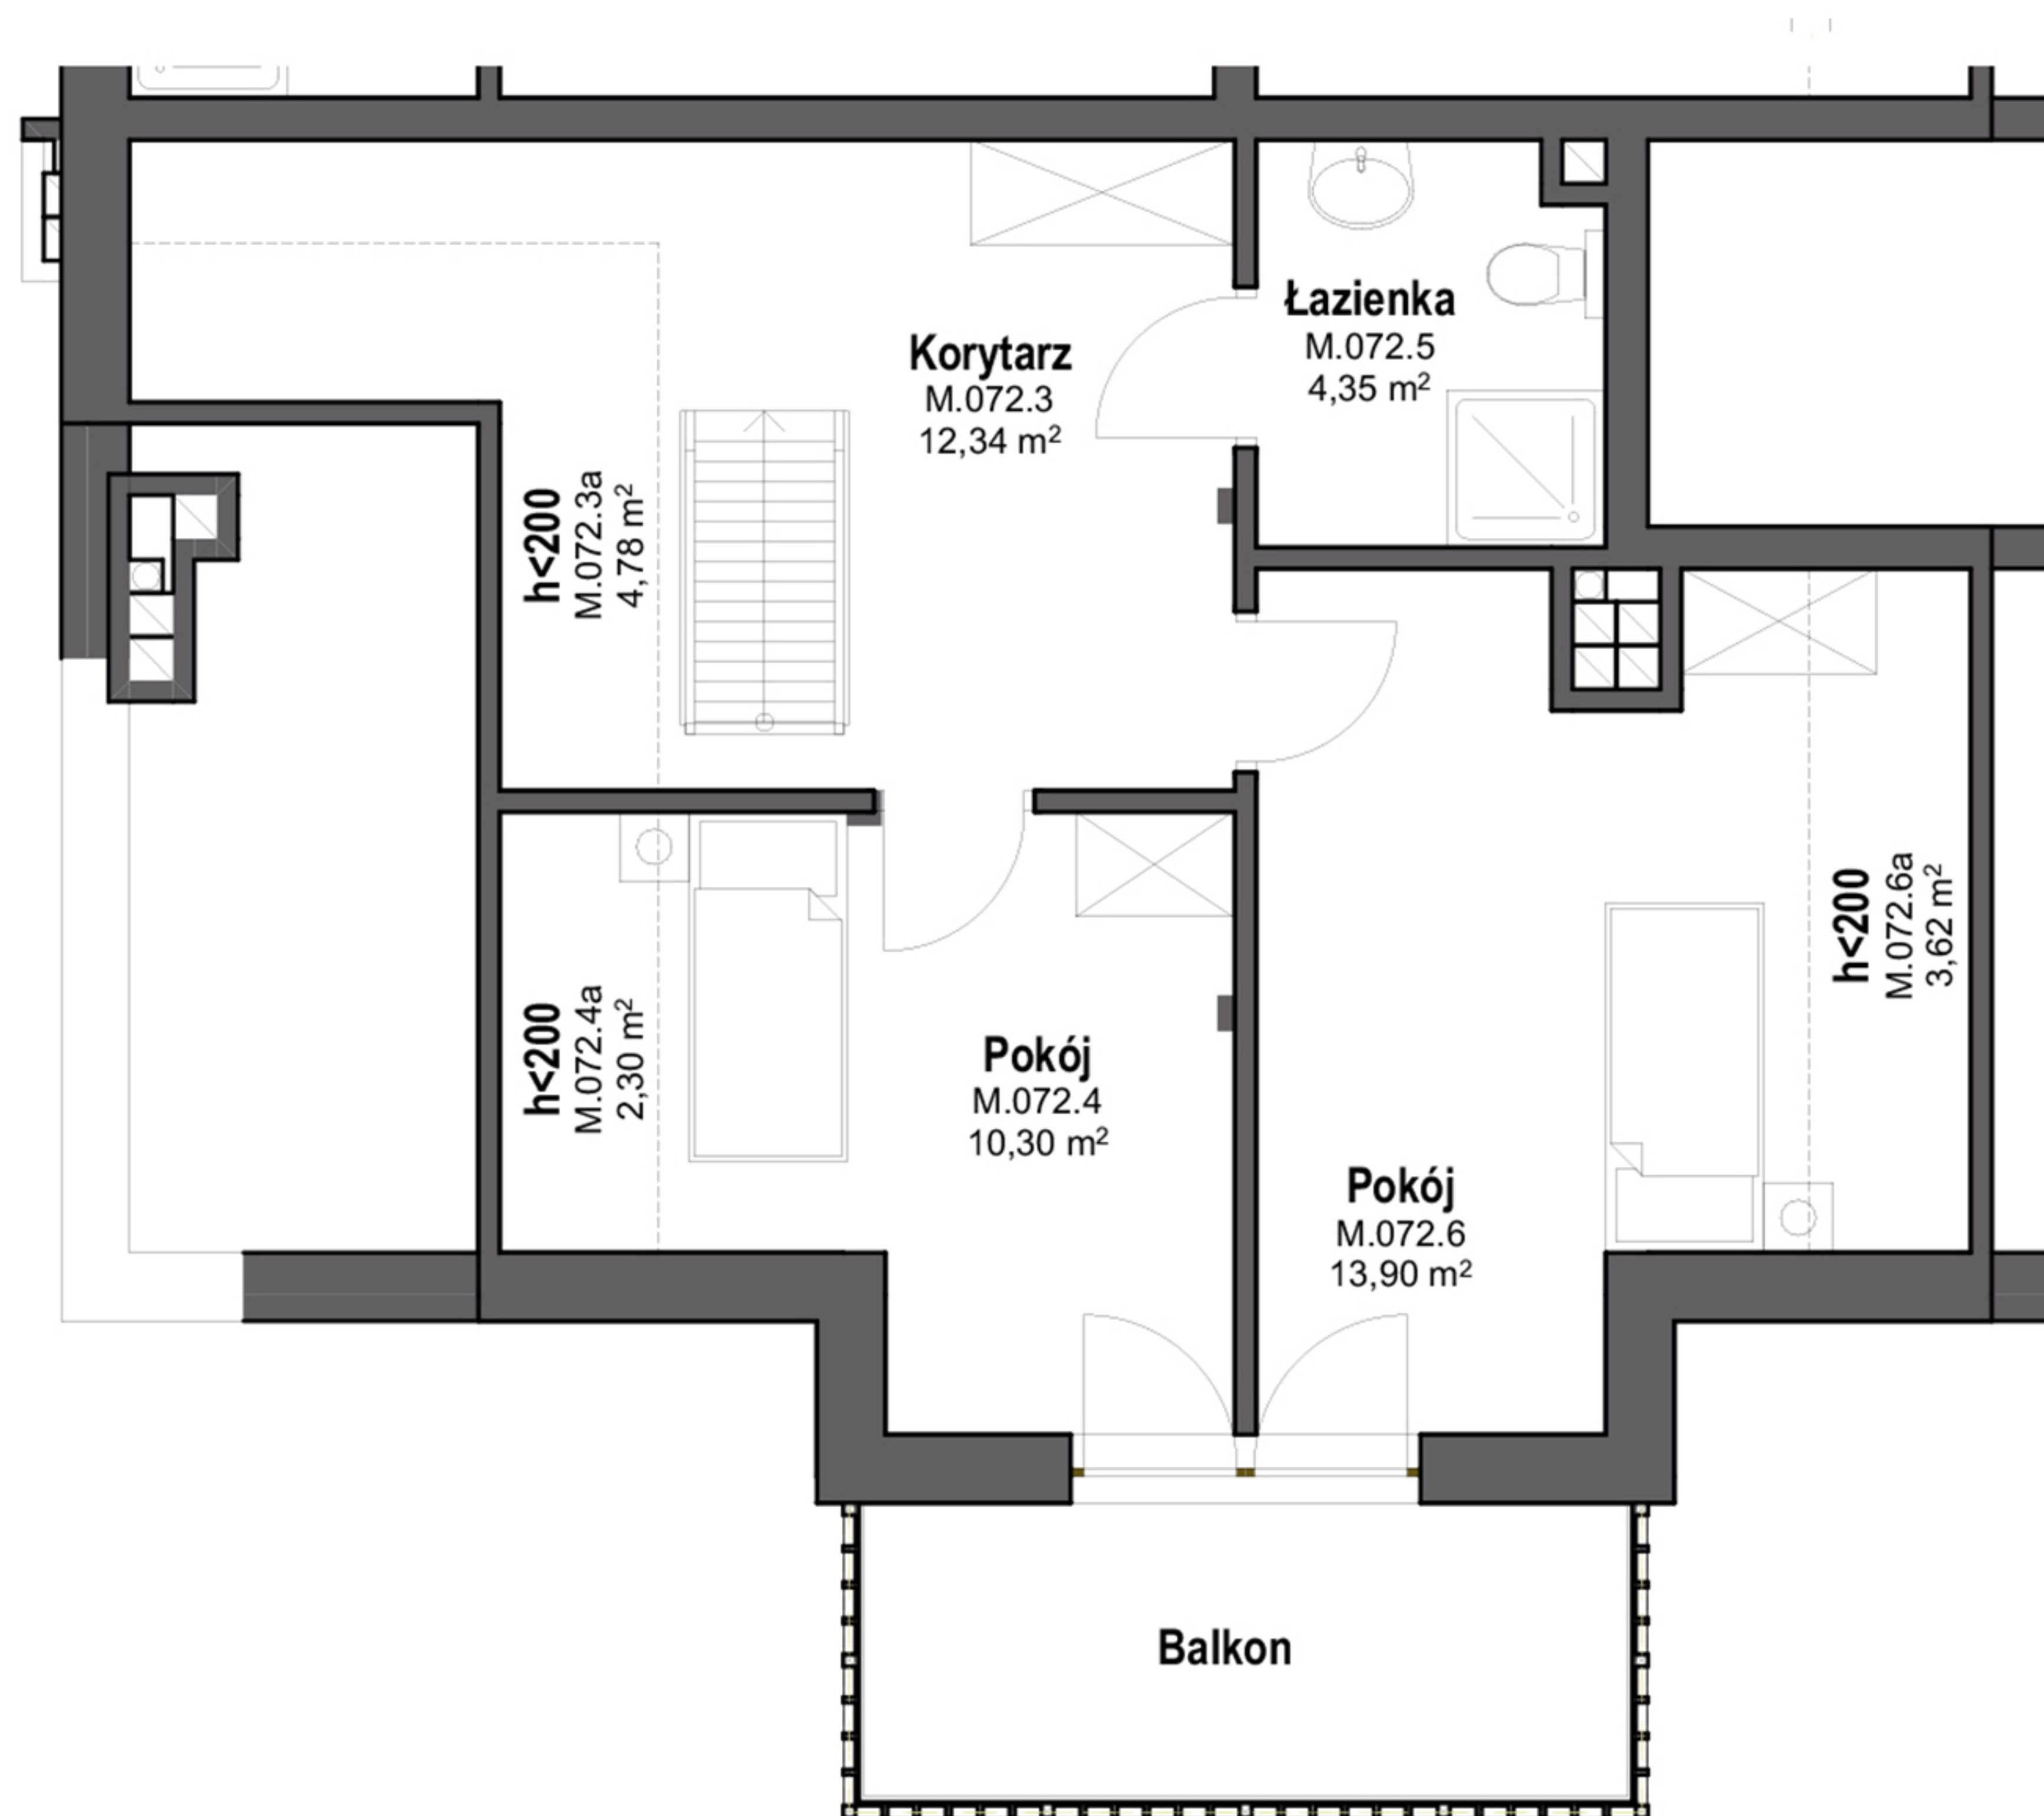 Łazienka
M.072.5
4,35 m²
Korytarz
M.072.3
12,34 m²
h<200
M.072.3a
4,78 m²
h<200
M.072.6a
3,62 m²
h<200
M.072.4a
2,30 m²
Pokój
M.072.4
10,30 m²
Pokój
M.072.6
13,90 m²
Balkon